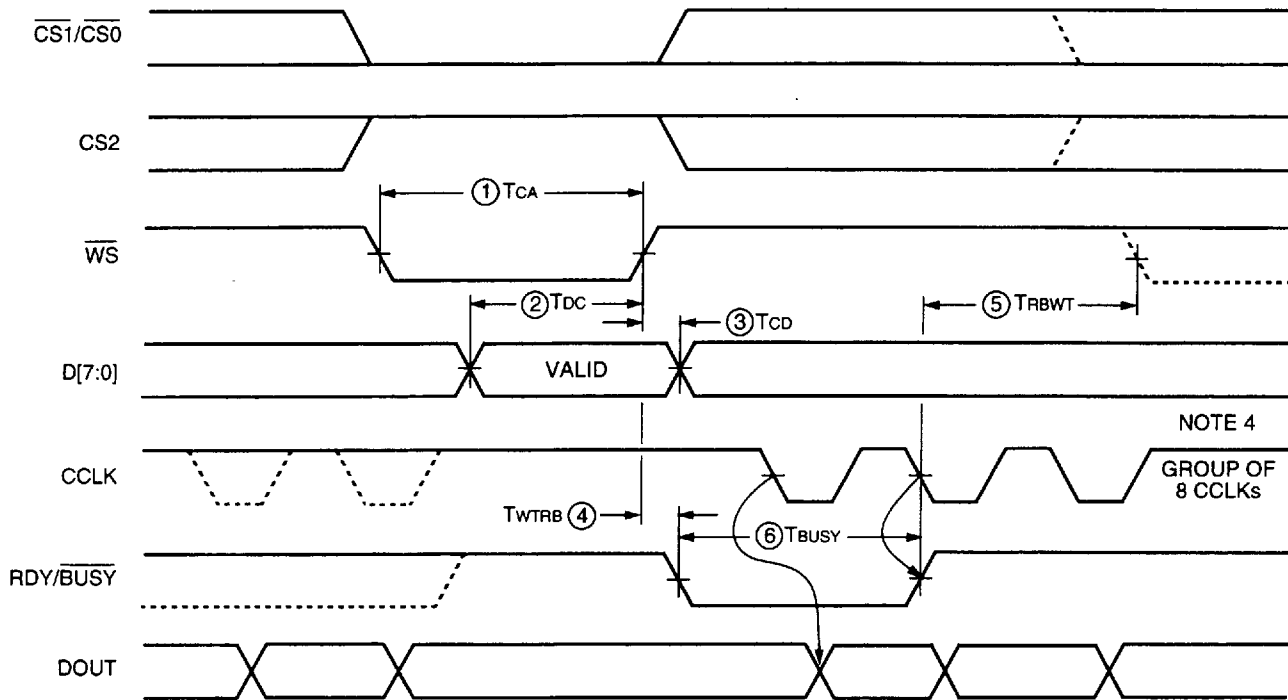 CS1/CS0
CS2
① TCA
WS
② TDC
⑤ TRBWT
③ TCD
D[7:0]
VALID
NOTE 4
CCLK
GROUP OF
8 CCLKs
TWTRB ④
⑥ TBUSY
RDY/BUSY
DOUT